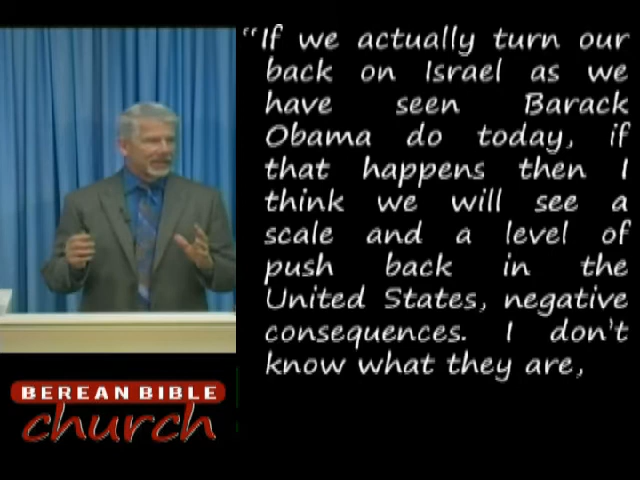 “If we actually turn our
back on Israel as we
have seen Barack
Obama do today, if
that happens then I
think we will see a
scale and a level of
push back in the
United States, negative
consequences. I don't
know what they are,
BEREAN BIBLE
church